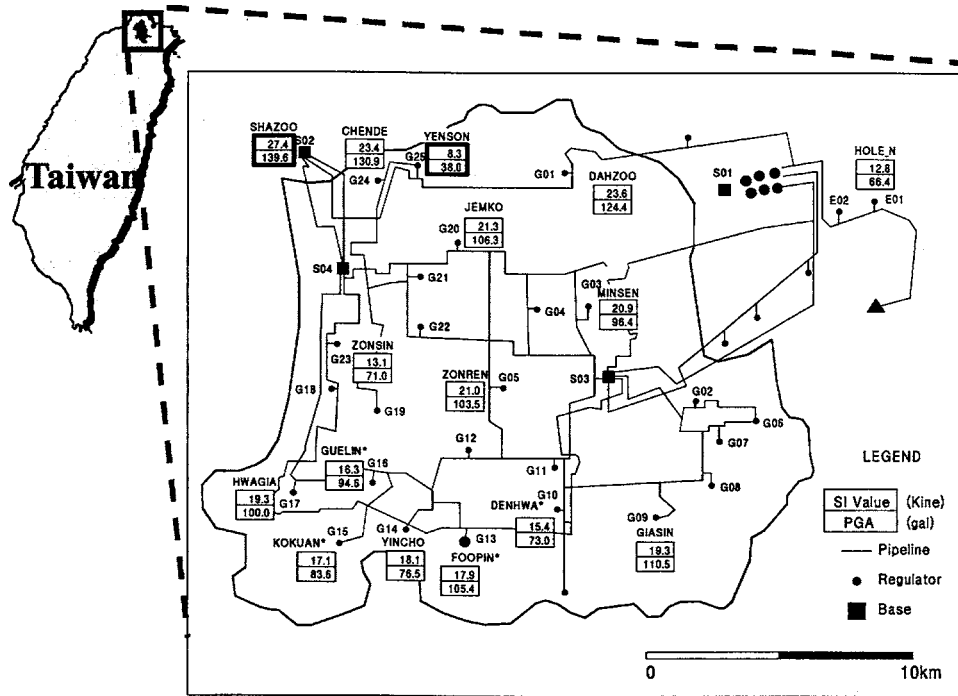 Taiwan
SHAZOO
27.4
139.6
S02
CHENDE
23.4
130.9
YENSON
8.3
38.0
G25
G24
G01
DAHZOO
23.6
124.4
S01
HOLE_N
12.8
66.4
E02
E01
JEMKO
21.3
106.3
G20
S04
G21
G03
MINSEN
20.9
96.4
G04
G22
G23
ZONSIN
13.1
71.0
ZONREN
21.0
103.5
G05
S03
G18
G19
G02
G06
G07
G12
G11
GUELIN*
16.3
94.6
G16
G08
HWAGIA
19.3
100.0
G17
G10
DENHWA*
15.4
73.0
G09
GIASIN
19.3
110.5
G15
G14
G13
KOKUAN*
17.1
83.6
YINCHO
18.1
76.5
FOOPIN*
17.9
105.4
LEGEND
SI Value (Kine)
PGA (gal)
Pipeline
Regulator
Base
0 10km